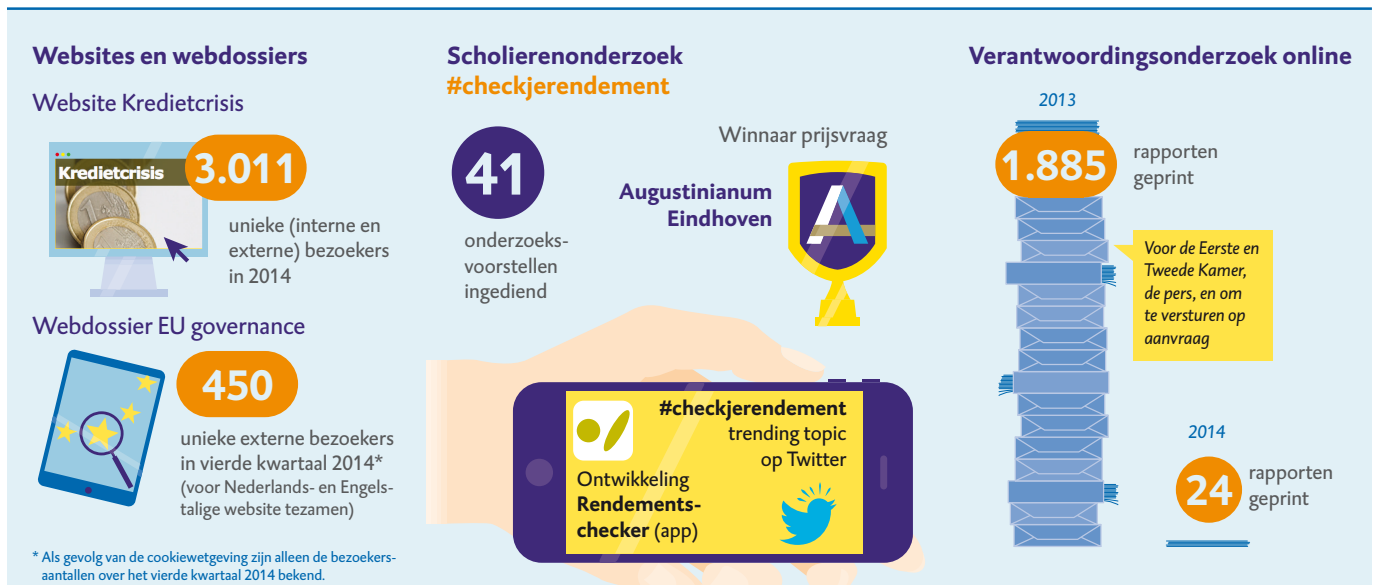 Websites en webdossiers
Website Kredietcrisis
Kredietcrisis
3.011
unieke (interne en
externe) bezoekers
in 2014
Webdossier EU governance
450
unieke externe bezoekers
in vierde kwartaal 2014*
(voor Nederlands- en Engels-
talige website tezamen)
* Als gevolg van de cookiewetgeving zijn alleen de bezoekers-
aantallen over het vierde kwartaal 2014 bekend.
Scholierenonderzoek
#checkjerendement
41
onderzoeks-
voorstellen
ingediend
Winnaar prijsvraag
Augustinianum
Eindhoven
#checkjerendement
trending topic
op Twitter
Ontwikkeling
Rendements-
checker (app)
Verantwoordingsonderzoek online
2013
1.885
rapporten
geprint
Voor de Eerste en
Tweede Kamer,
de pers, en om
te versturen op
aanvraag
2014
24
rapporten
geprint